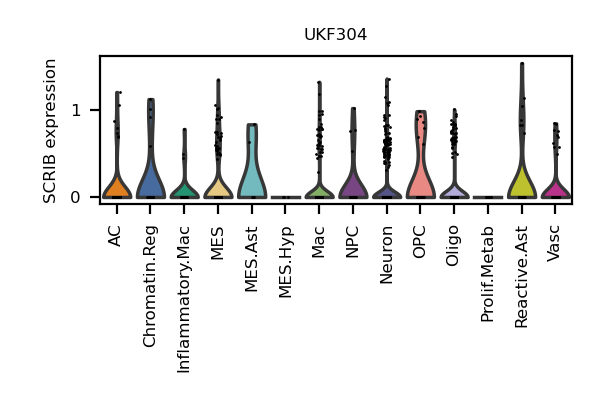 UKF304
SCRIB expression
1
0
AC
Chromatin.Reg
Inflammatory.Mac
MES
MES.Ast
MES.Hyp
Mac
NPC
Neuron
OPC
Oligo
Prolif.Metab
Reactive.Ast
Vasc